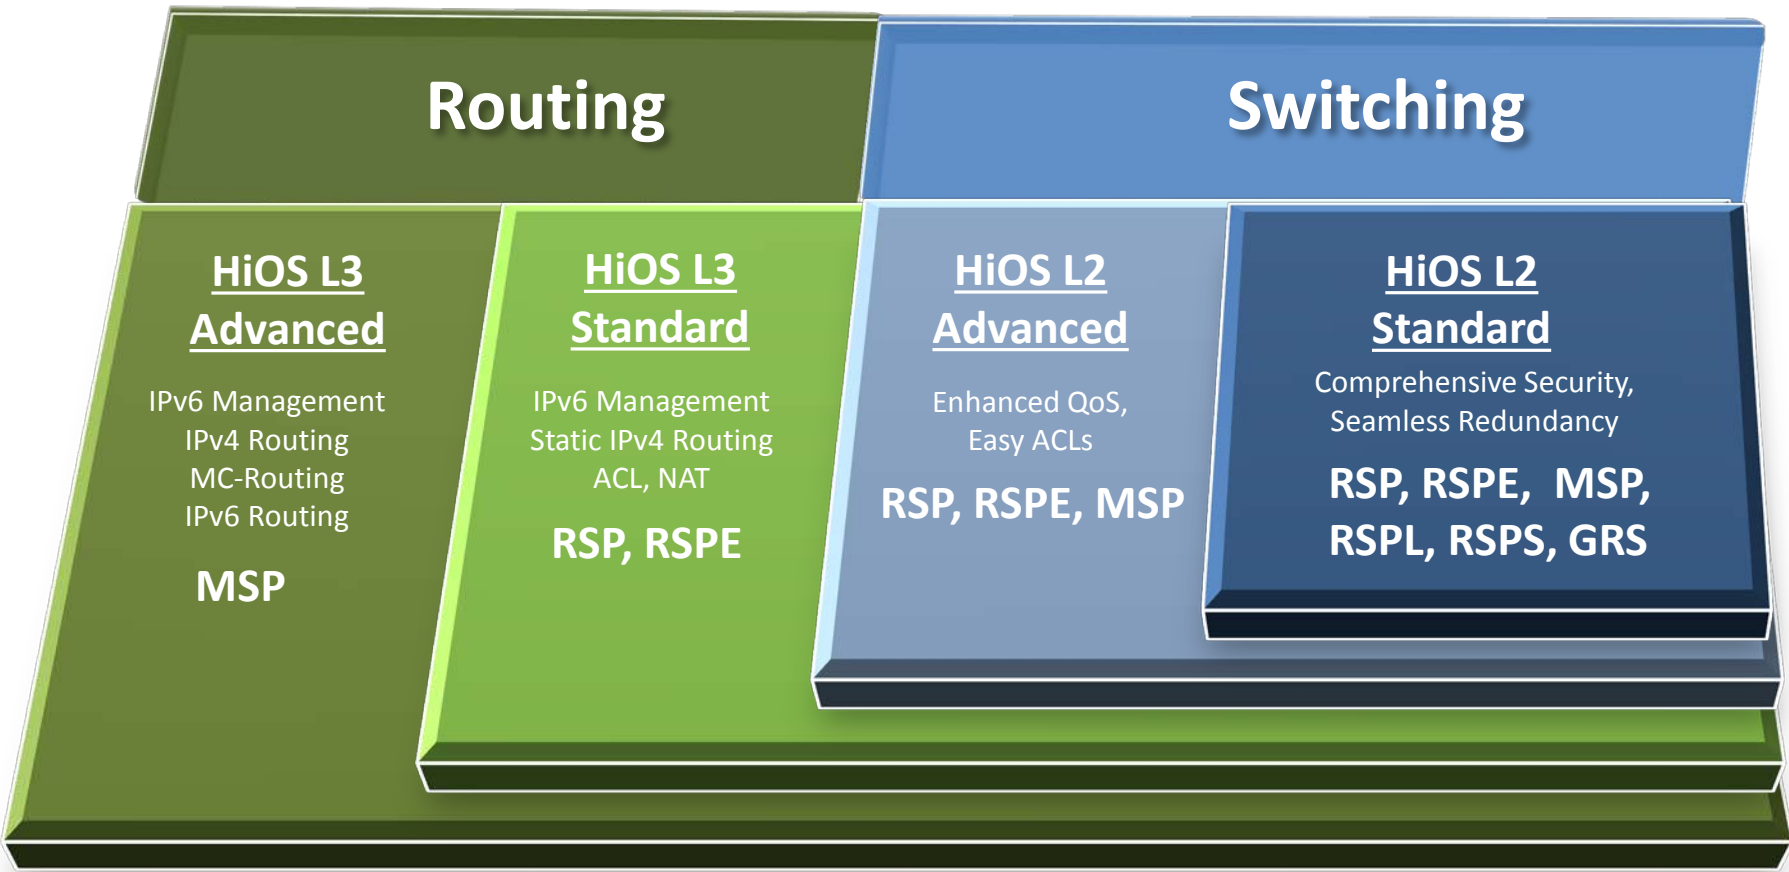 Routing
Switching
HiOS L3
Advanced
IPv6 Management
IPv4 Routing
MC-Routing
IPv6 Routing
MSP
HiOS L3
Standard
IPv6 Management
Static IPv4 Routing
ACL, NAT
RSP, RSPE
HiOS L2
Advanced
Enhanced QoS,
Easy ACLs
RSP, RSPE, MSP
HiOS L2
Standard
Comprehensive Security,
Seamless Redundancy
RSP, RSPE, MSP,
RSPL, RSPS, GRS